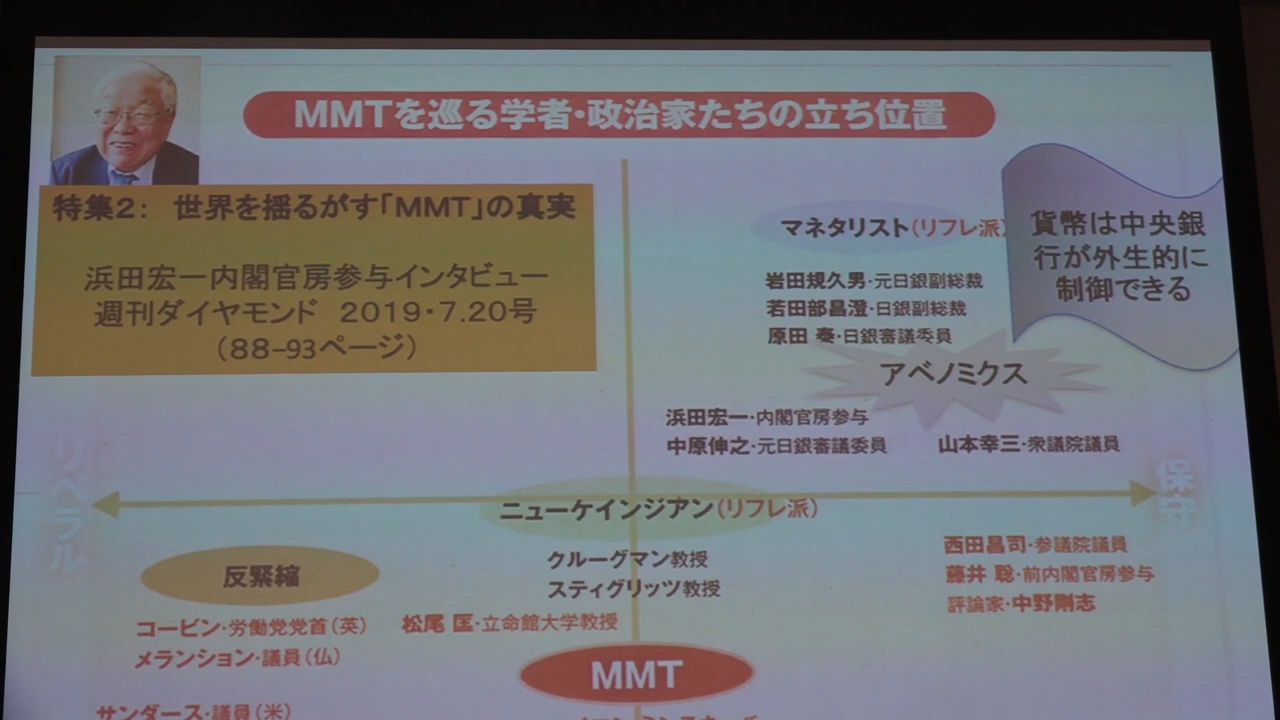 MMTを巡る学者・政治家たちの立ち位置
特集2： 世界を揺るがす「MMT」の真実
浜田宏一内閣官房参与インタビュー
週刊ダイヤモンド 2019・7.20号
（88-93ページ）
マネタリスト（リフレ派）
貨幣は中央銀
行が外生的に
制御できる
岩田規久男・元日銀副総裁
若田部昌澄・日銀副総裁
原田 泰・日銀審議委員
アベノミクス
浜田宏一・内閣官房参与
中原伸之・元日銀審議委員
山本幸三・衆議院議員
リベラル
保守
ニューケインジアン（リフレ派）
クルーグマン教授
スティグリッツ教授
西田昌司・参議院議員
藤井 聡・前内閣官房参与
評論家・中野剛志
反緊縮
コービン・労働党党首（英）
松尾 匡・立命館大学教授
メランション・議員（仏）
MMT
サンダース・議員（米）